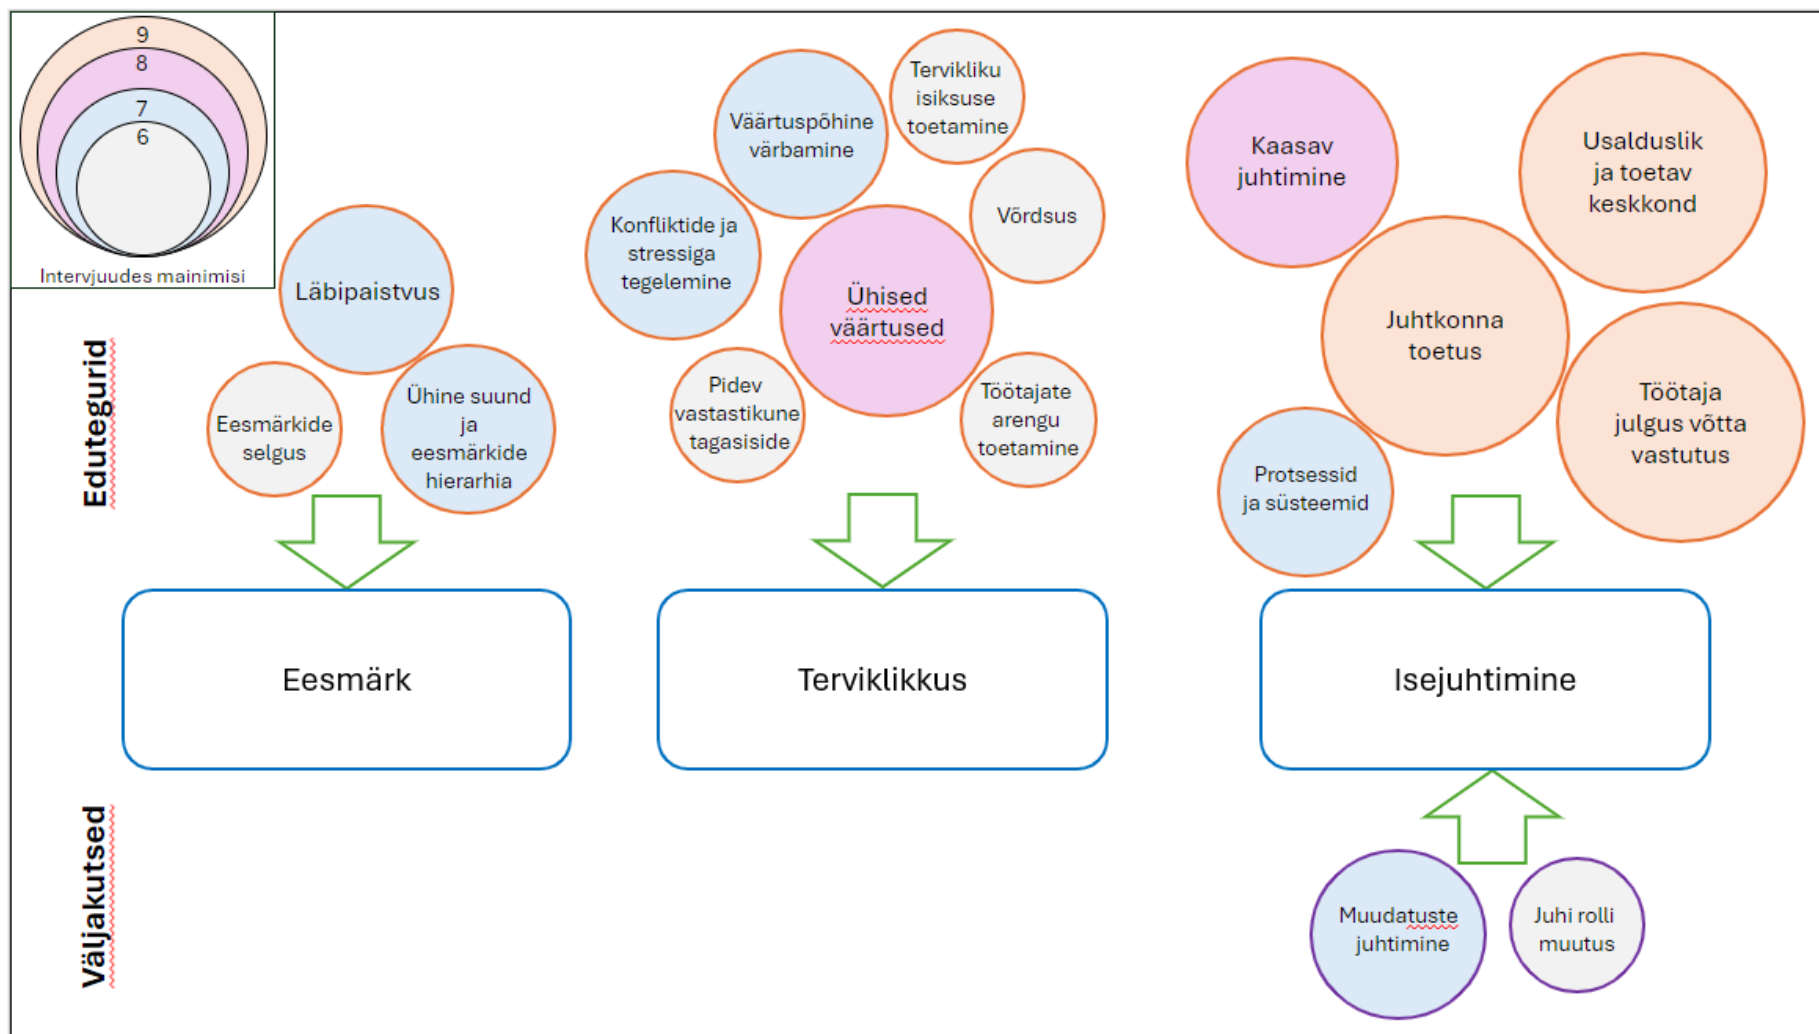 9
8
7
6
Intervjuudes mainimisi
Edutegurid
Läbipaistvus
Eesmärkide
selgus
Ühine suund
ja
eesmärkide
hierarhia
Väärtuspõhine
värbamine
Tervikliku
isiksuse
toetamine
Konfliktide ja
stressiga
tegelemine
Võrdsus
Ühised
väärtused
Pidev
vastastikune
tagasiside
Töötajate
arengu
toetamine
Kaasav
juhtimine
Usalduslik
ja toetav
keskkond
Juhtkonna
toetus
Töötaja
julgus võtta
vastutus
Protsessid
ja süsteemid
Eesmärk
Terviklikkus
Isejuhtimine
Väljakutsed
Muudatuste
juhtimine
Juhi rolli
muutus